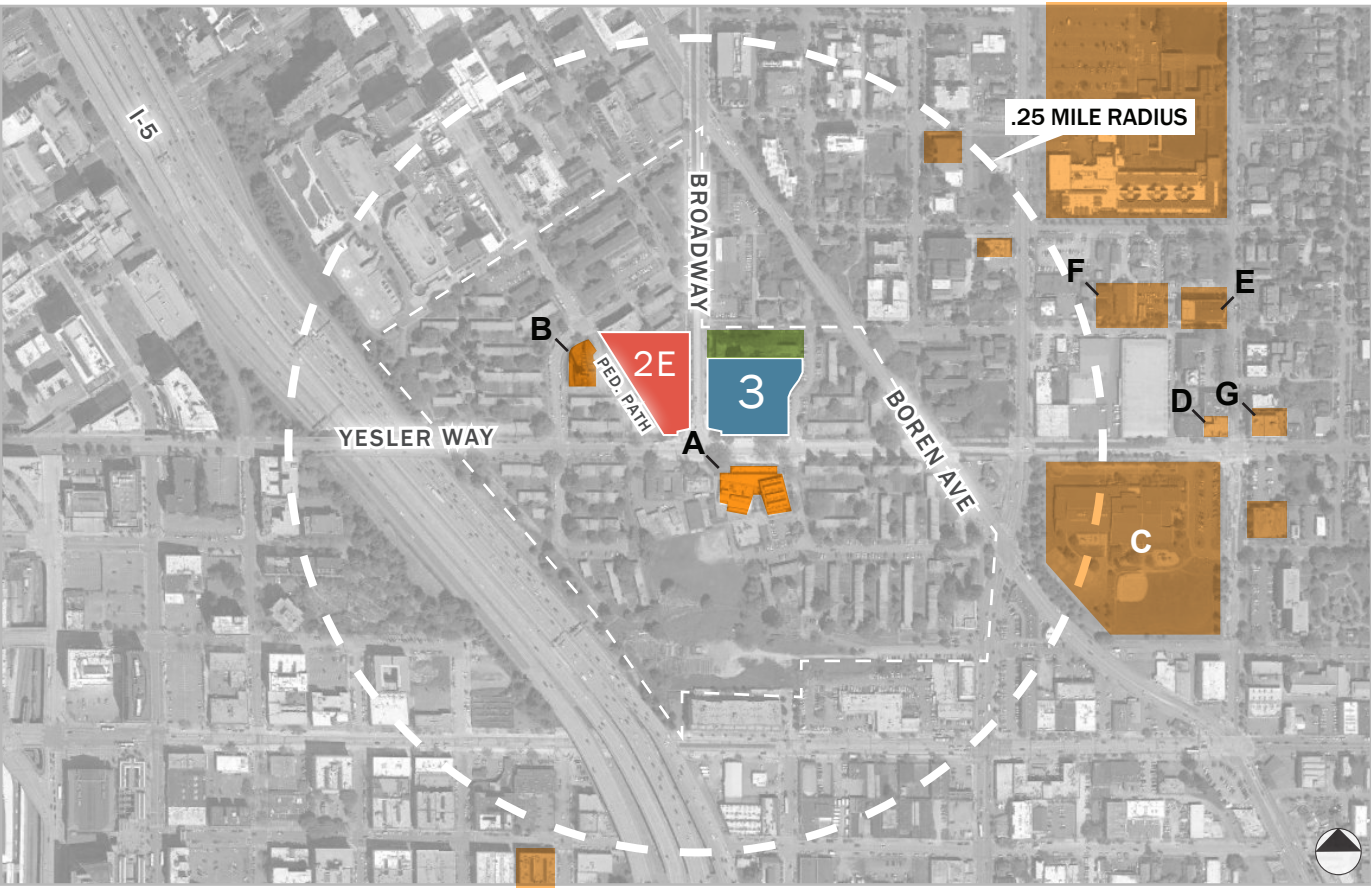 I-5
.25 MILE RADIUS
BROADWAY
F
E
B
2E
PED. PATH
3
BOREN AVE
D
G
YESLER WAY
A
C